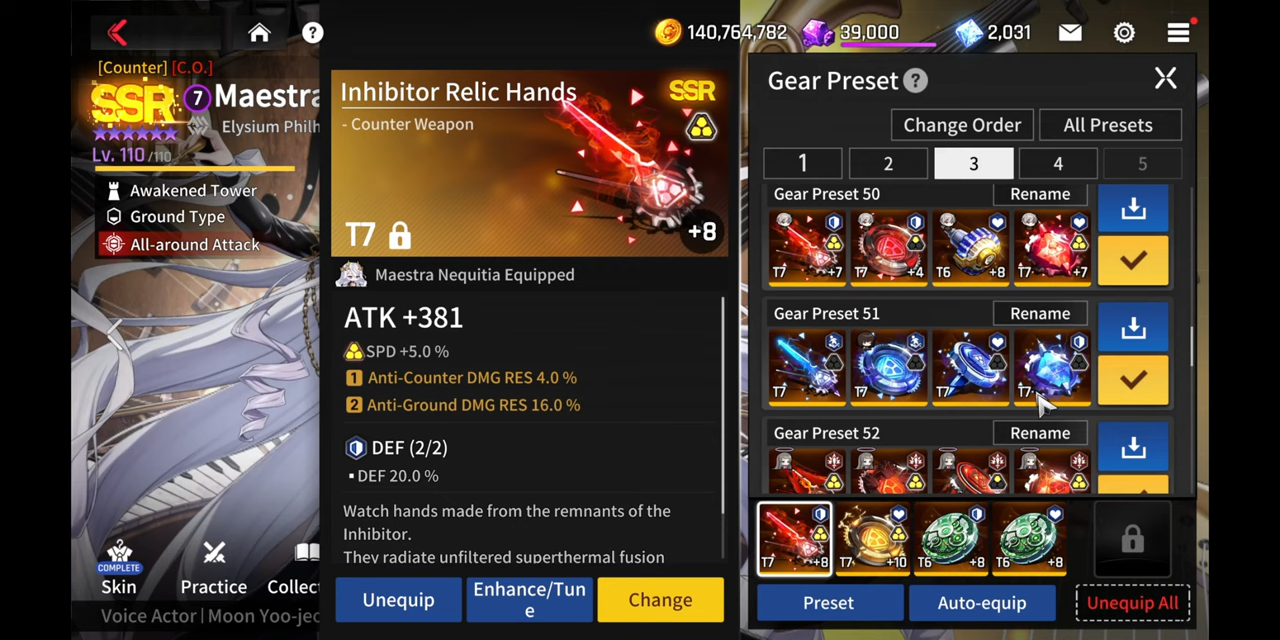 ?
140,764,782
39,000
2,031
[Counter] [C.O.]
SSR
7
Maestra
Elysium Philh
Lv. 110/110
Awakened Tower
Ground Type
All-around Attack
COMPLETE
Skin
Practice
Collect
Voice Actor | Moon Yoo-jeo
Inhibitor Relic Hands
SSR
- Counter Weapon
T7
+8
Maestra Nequitia Equipped
ATK +381
SPD +5.0 %
1 Anti-Counter DMG RES 4.0 %
2 Anti-Ground DMG RES 16.0 %
DEF (2/2)
▪ DEF 20.0 %
Watch hands made from the remnants of the
Inhibitor.
They radiate unfiltered superthermal fusion
Unequip
Enhance/Tun
e
Change
Gear Preset ?
Change Order
All Presets
1
2
3
4
5
Gear Preset 50
Rename
T7 +7
T7 +4
T6 +8
T7 +7
Gear Preset 51
Rename
T7
T7
T7
T7
Gear Preset 52
Rename
T7 +8
T7 +10
T6 +8
T6 +8
Preset
Auto-equip
Unequip All